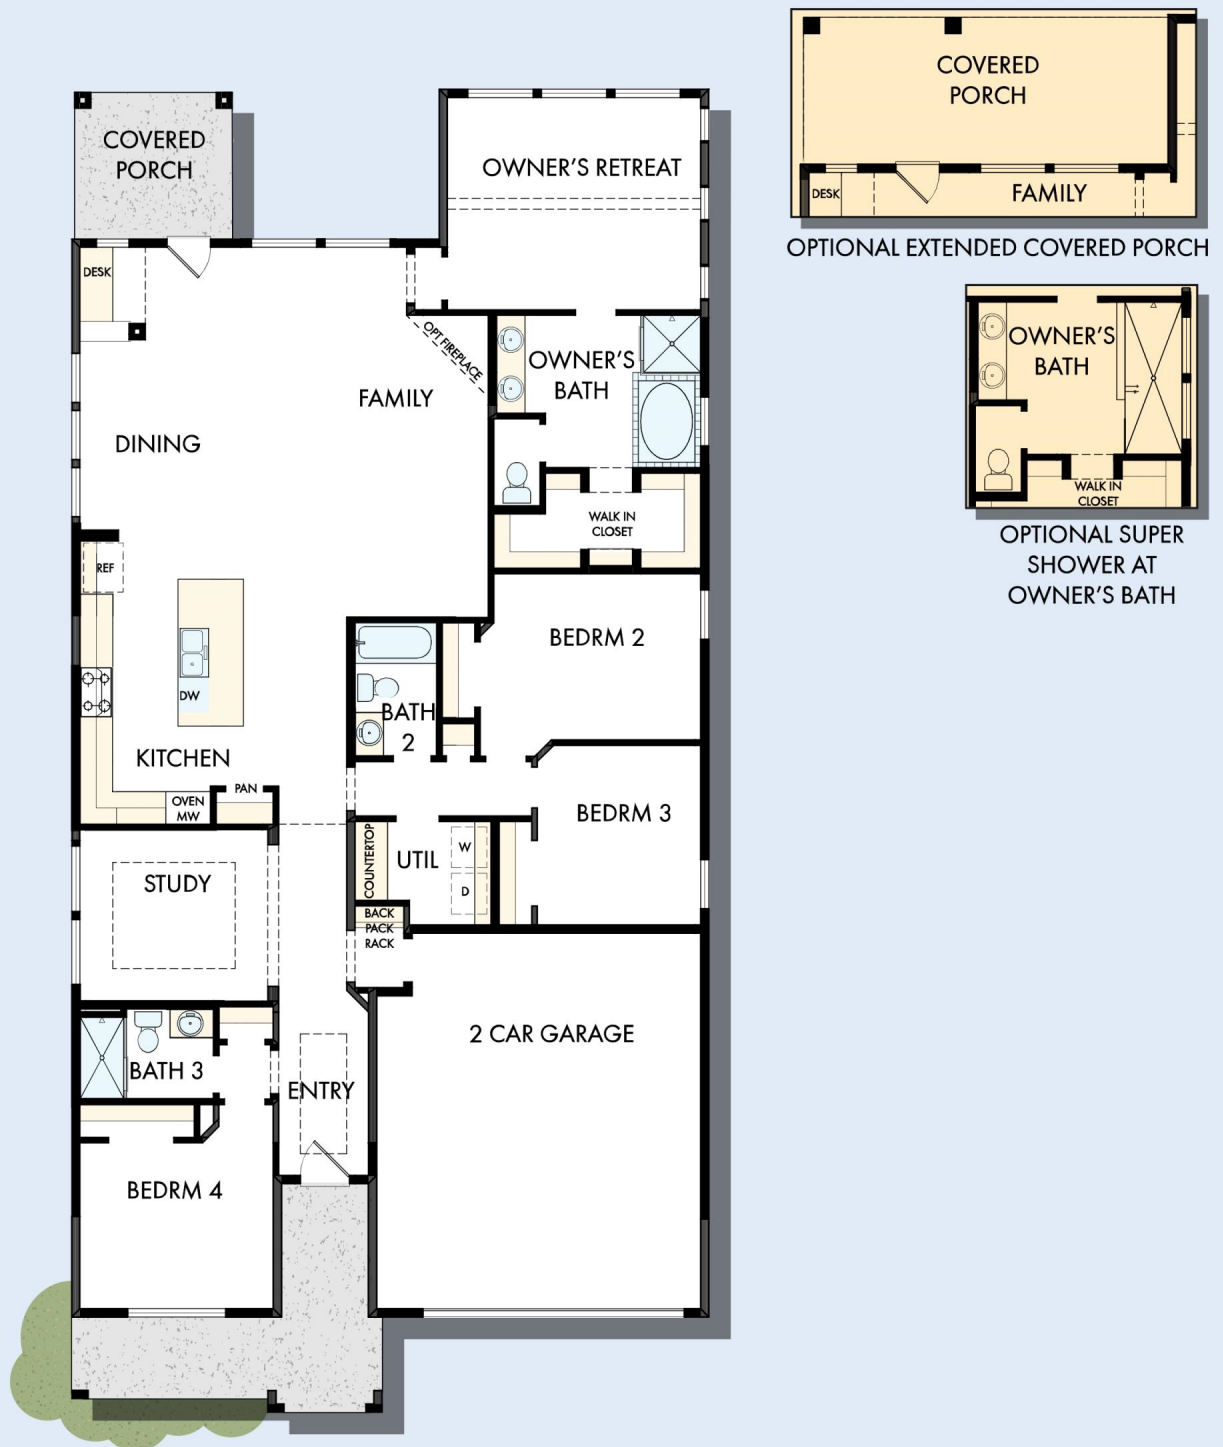 COVERED
PORCH
OWNER'S RETREAT
DESK
OPT FIREPLACE
OWNER'S
BATH
FAMILY
DINING
WALK IN
CLOSET
REF
BEDRM 2
DW
BATH
2
KITCHEN
PAN
OVEN
MW
BEDRM 3
COUNTERTOP
UTIL
W
D
STUDY
BACK
PACK
RACK
2 CAR GARAGE
BATH 3
ENTRY
BEDRM 4
COVERED
PORCH
DESK
FAMILY
OPTIONAL EXTENDED COVERED PORCH
OWNER'S
BATH
WALK IN
CLOSET
OPTIONAL SUPER
SHOWER AT
OWNER'S BATH